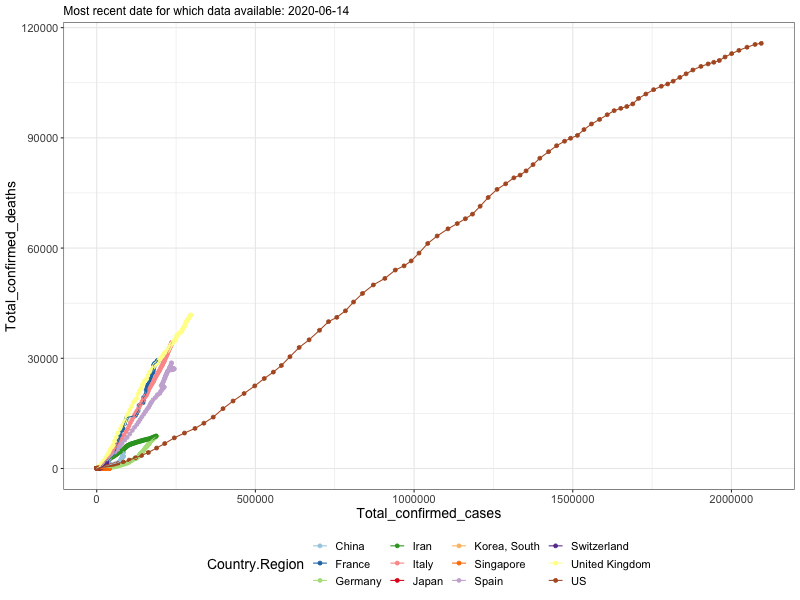 Most recent date for which data available: 2020-06-14
120000
90000
60000
30000
0
Total_confirmed_deaths
0 500000 1000000 1500000 2000000
Total_confirmed_cases
Country.Region
China Iran Korea, South Switzerland
France Italy Singapore United Kingdom
Germany Japan Spain US